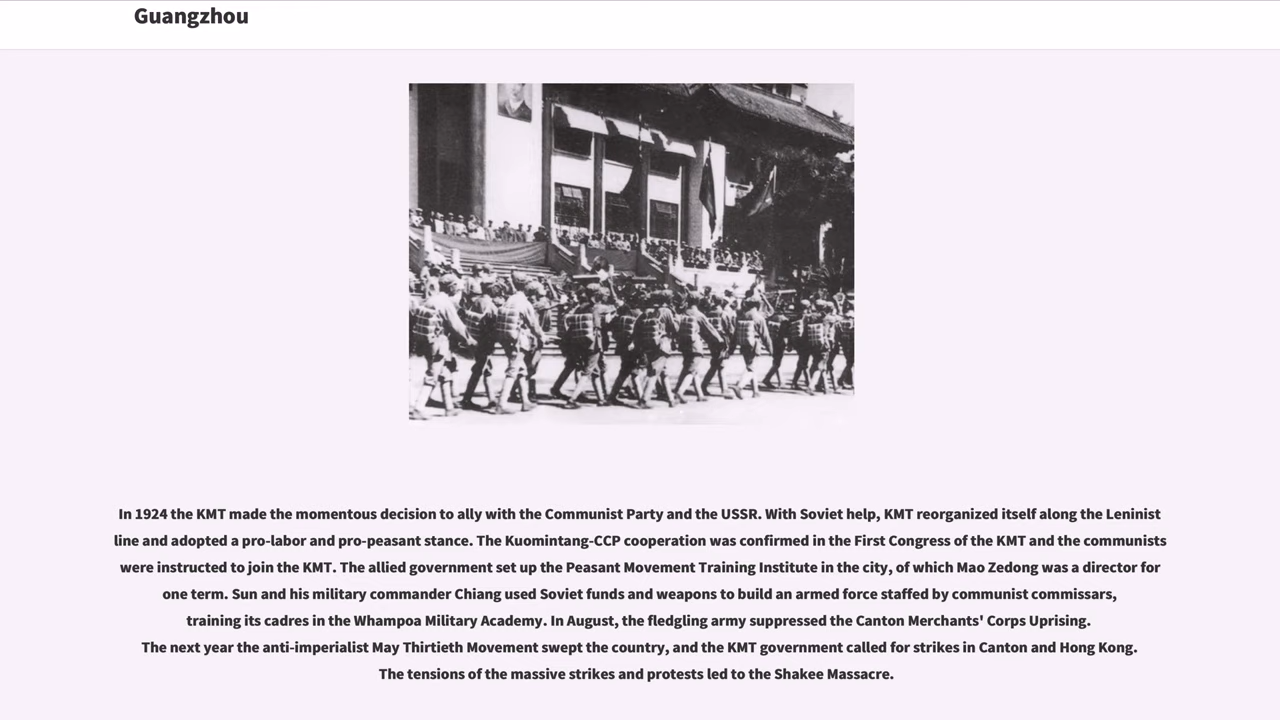 Guangzhou
In 1924 the KMT made the momentous decision to ally with the Communist Party and the USSR. With Soviet help, KMT reorganized itself along the Leninist
line and adopted a pro-labor and pro-peasant stance. The Kuomintang-CCP cooperation was confirmed in the First Congress of the KMT and the communists
were instructed to join the KMT. The allied government set up the Peasant Movement Training Institute in the city, of which Mao Zedong was a director for
one term. Sun and his military commander Chiang used Soviet funds and weapons to build an armed force staffed by communist commissars,
training its cadres in the Whampoa Military Academy. In August, the fledgling army suppressed the Canton Merchants' Corps Uprising.
The next year the anti-imperialist May Thirtieth Movement swept the country, and the KMT government called for strikes in Canton and Hong Kong.
The tensions of the massive strikes and protests led to the Shakee Massacre.